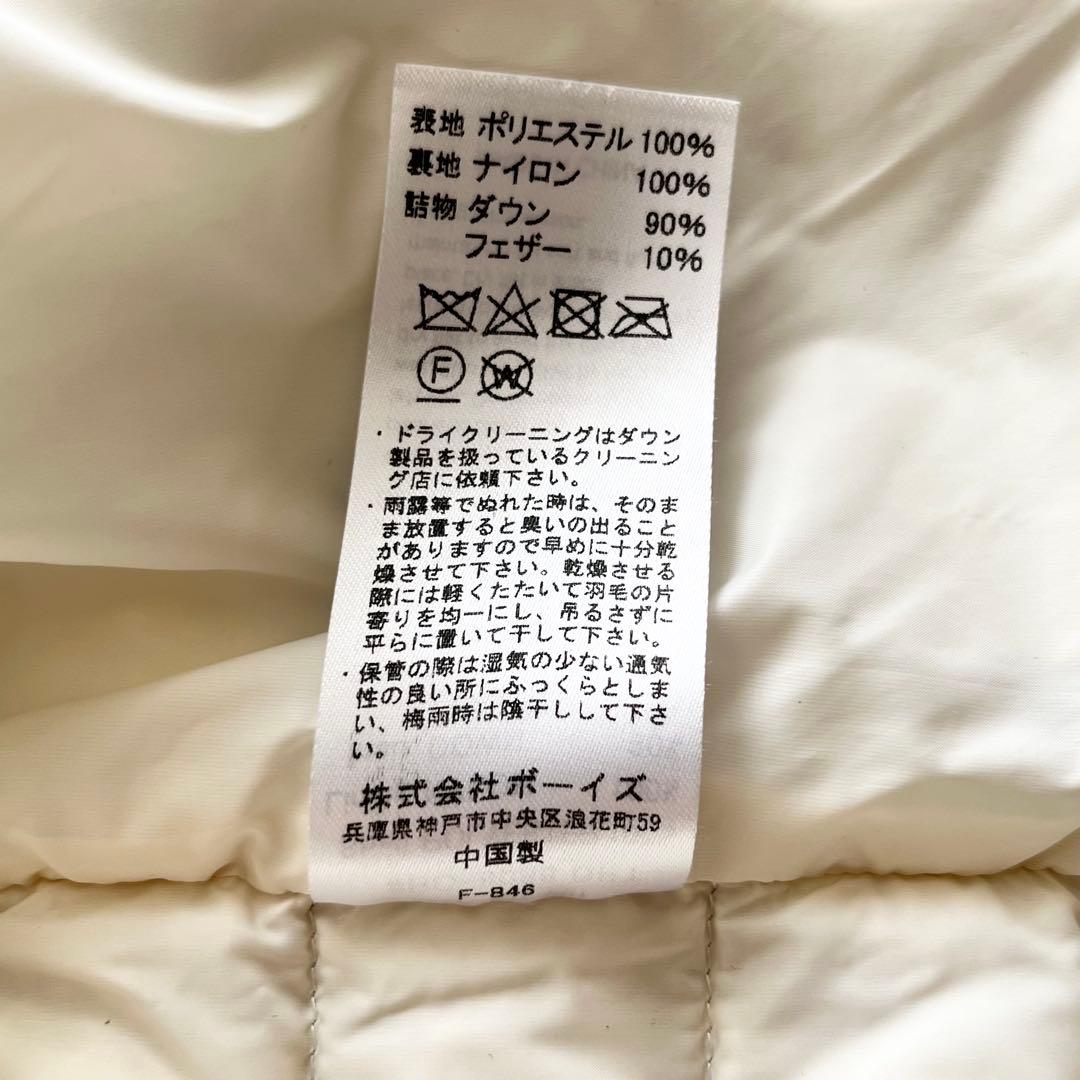 表地 ポリエステル 100%
裏地 ナイロン 100%
詰物 ダウン 90%
フェザー 10%
F W
・ドライクリーニングはダウン
製品を扱っているクリーニン
グ店に依頼下さい。
・雨露等でぬれた時は、そのま
ま放置すると臭いの出ること
がありますので早めに十分乾
燥させて下さい。乾燥させる
際には軽くたたいて羽毛の片
寄りを均一にし、吊るさずに
平らに置いて干して下さい。
・保管の際は湿気の少ない通気
性の良い所にふっくらとしま
い、梅雨時は陰干しして下さ
い。
株式会社ボーイズ
兵庫県神戸市中央区浪花町59
中国製
F-846